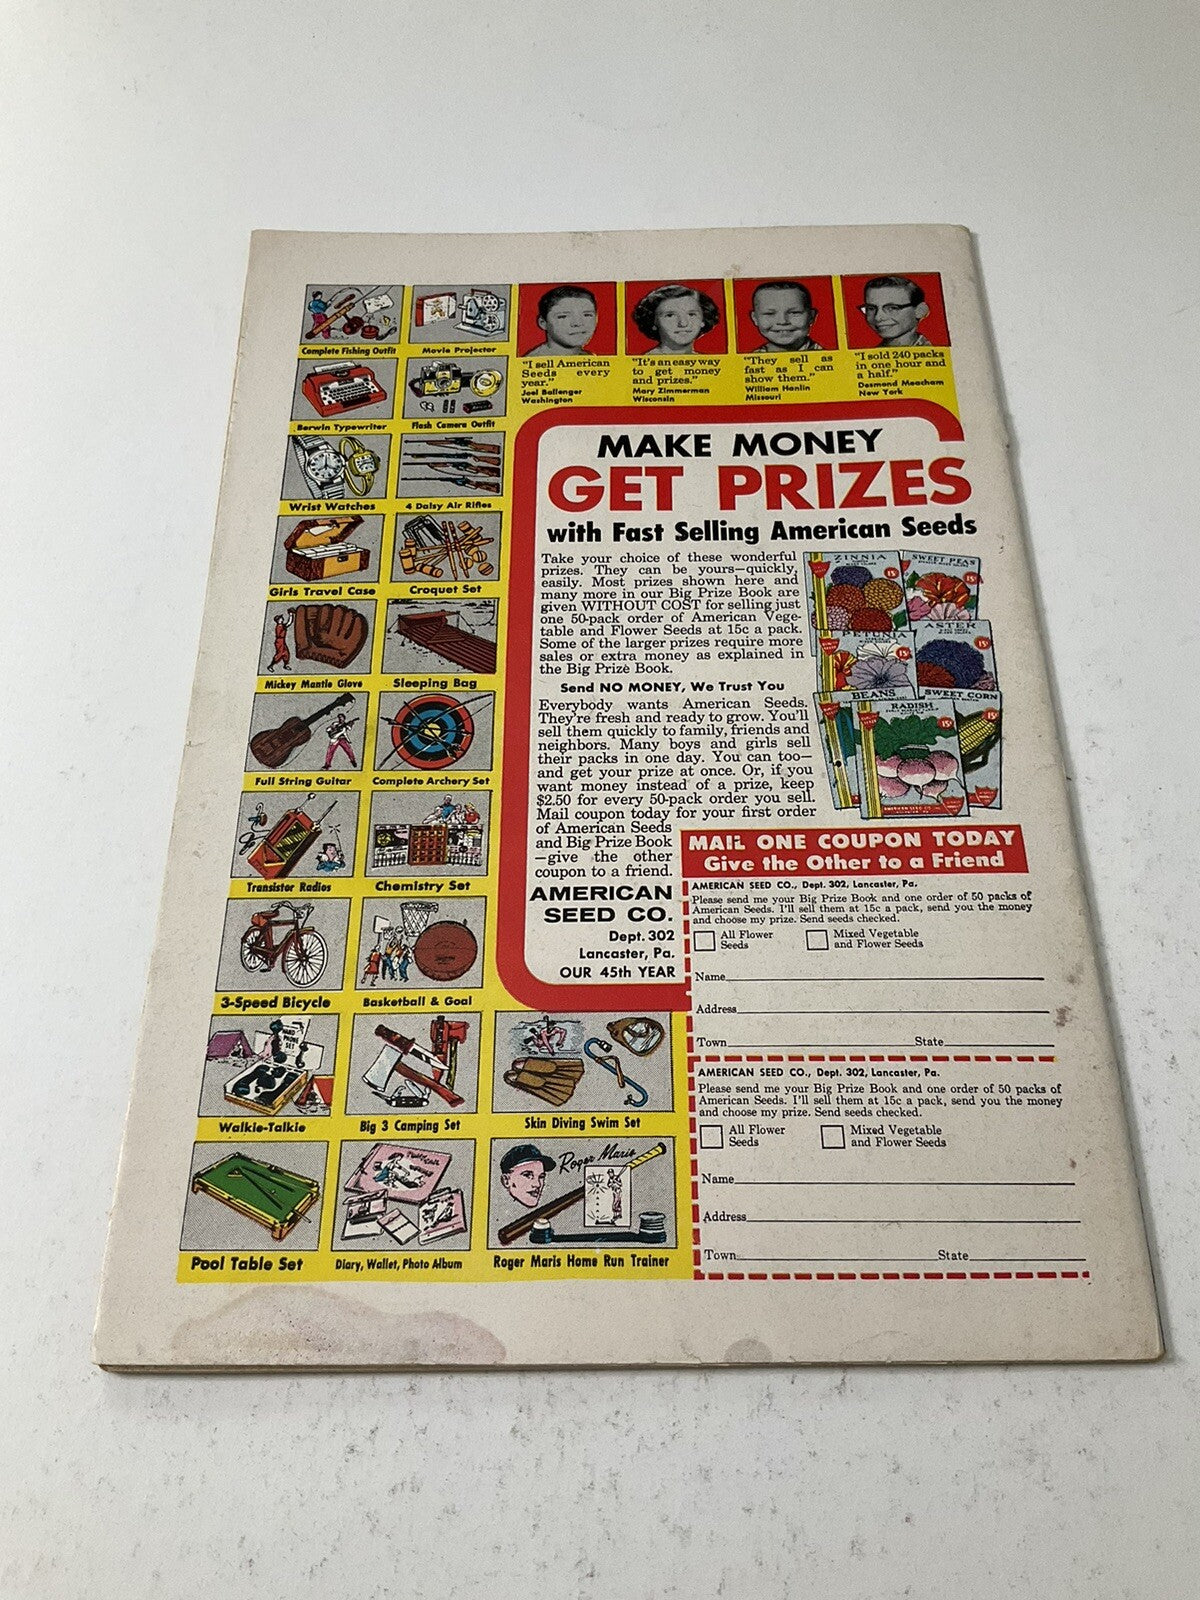 Complete Fishing Outfit
Movie Projector
Berwin Typewriter
Flash Camera Outfit
Wrist Watches
4 Daisy Air Rifles
Girls Travel Case
Croquet Set
Mickey Mantle Glove
Sleeping Bag
Full String Guitar
Complete Archery Set
Transistor Radios
Chemistry Set
3-Speed Bicycle
Basketball & Goal
HAND
PHONE
SET
Walkie-Talkie
Big 3 Camping Set
Skin Diving Swim Set
Pool Table Set
Diary, Wallet, Photo Album
Roger Maris
Roger Maris Home Run Trainer
"I sell American
Seeds every
year."
Joel Bollenger
Washington
"It's an easy way
to get money
and prizes."
Mary Zimmerman
Wisconsin
"They sell as
fast as I can
show them."
William Hanlin
Missouri
"I sold 240 packs
in one hour and
a half."
Desmond Meacham
New York
MAKE MONEY
GET PRIZES
with Fast Selling American Seeds
Take your choice of these wonderful
prizes. They can be yours—quickly,
easily. Most prizes shown here and
many more in our Big Prize Book are
given WITHOUT COST for selling just
one 50-pack order of American Vege-
table and Flower Seeds at 15c a pack.
Some of the larger prizes require more
sales or extra money as explained in
the Big Prize Book.
Send NO MONEY, We Trust You
Everybody wants American Seeds.
They're fresh and ready to grow. You'll
sell them quickly to family, friends and
neighbors. Many boys and girls sell
their packs in one day. You can too—
and get your prize at once. Or, if you
want money instead of a prize, keep
$2.50 for every 50-pack order you sell.
Mail coupon today for your first order
of American Seeds
and Big Prize Book
—give the other
coupon to a friend.
AMERICAN
SEED CO.
Dept. 302
Lancaster, Pa.
OUR 45th YEAR
ZINNIA
15¢
SWEET PEAS
15¢
PETUNIA
15¢
ASTER
15¢
BEANS
SWEET CORN
15¢
RADISH
15¢
MAIL ONE COUPON TODAY
Give the Other to a Friend
AMERICAN SEED CO., Dept. 302, Lancaster, Pa.
Please send me your Big Prize Book and one order of 50 packs of
American Seeds. I'll sell them at 15c a pack, send you the money
and choose my prize. Send seeds checked.
All Flower
Seeds
Mixed Vegetable
and Flower Seeds
Name
Address
Town State
AMERICAN SEED CO., Dept. 302, Lancaster, Pa.
Please send me your Big Prize Book and one order of 50 packs of
American Seeds. I'll sell them at 15c a pack, send you the money
and choose my prize. Send seeds checked.
All Flower
Seeds
Mixed Vegetable
and Flower Seeds
Name
Address
Town State